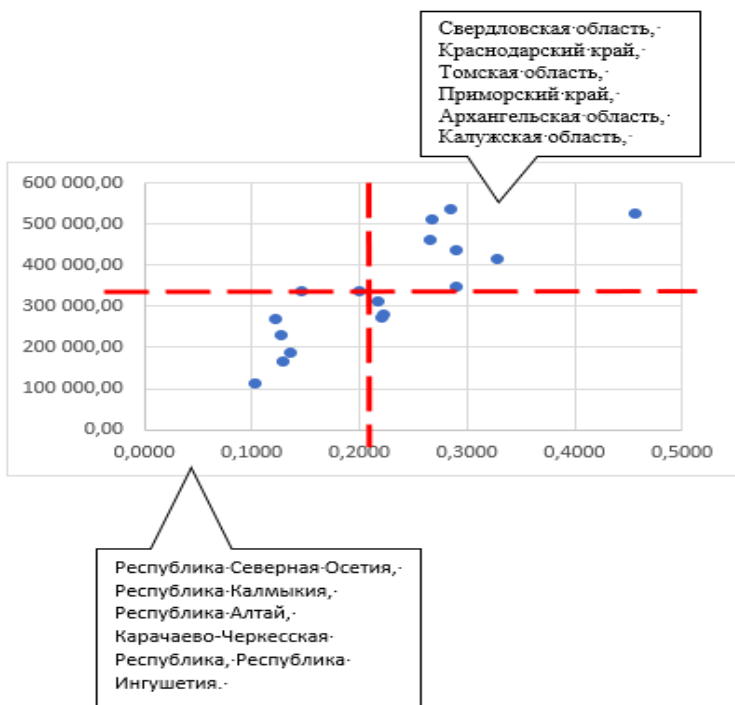 Свердловская·область,·
Краснодарский·край,·
Томская·область,·
Приморский·край,·
Архангельская·область,·
Калужская·область,·
600 000,00
500 000,00
400 000,00
300 000,00
200 000,00
100 000,00
0,00
0,0000 0,1000 0,2000 0,3000 0,4000 0,5000
Республика·Северная·Осетия,·
Республика·Калмыкия,·
Республика·Алтай,·
Карачаево-Черкесская·
Республика,·Республика·
Ингушетия.·